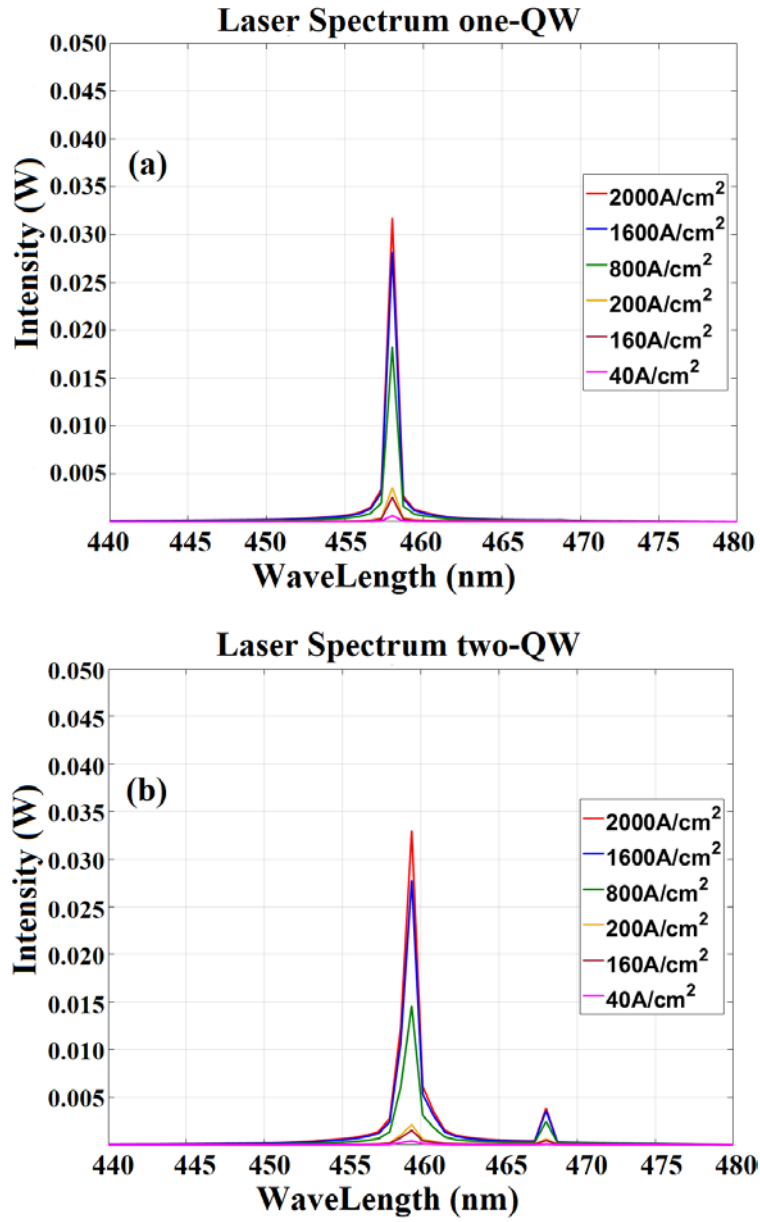 Laser Spectrum one-QW
0.050
0.045
0.040
0.035
0.030
0.025
0.020
0.015
0.010
0.005
Intensity (W)
(a)
2000A/cm²
1600A/cm²
800A/cm²
200A/cm²
160A/cm²
40A/cm²
440 445 450 455 460 465 470 475 480
WaveLength (nm)
Laser Spectrum two-QW
0.050
0.045
0.040
0.035
0.030
0.025
0.020
0.015
0.010
0.005
Intensity (W)
(b)
2000A/cm²
1600A/cm²
800A/cm²
200A/cm²
160A/cm²
40A/cm²
440 445 450 455 460 465 470 475 480
WaveLength (nm)